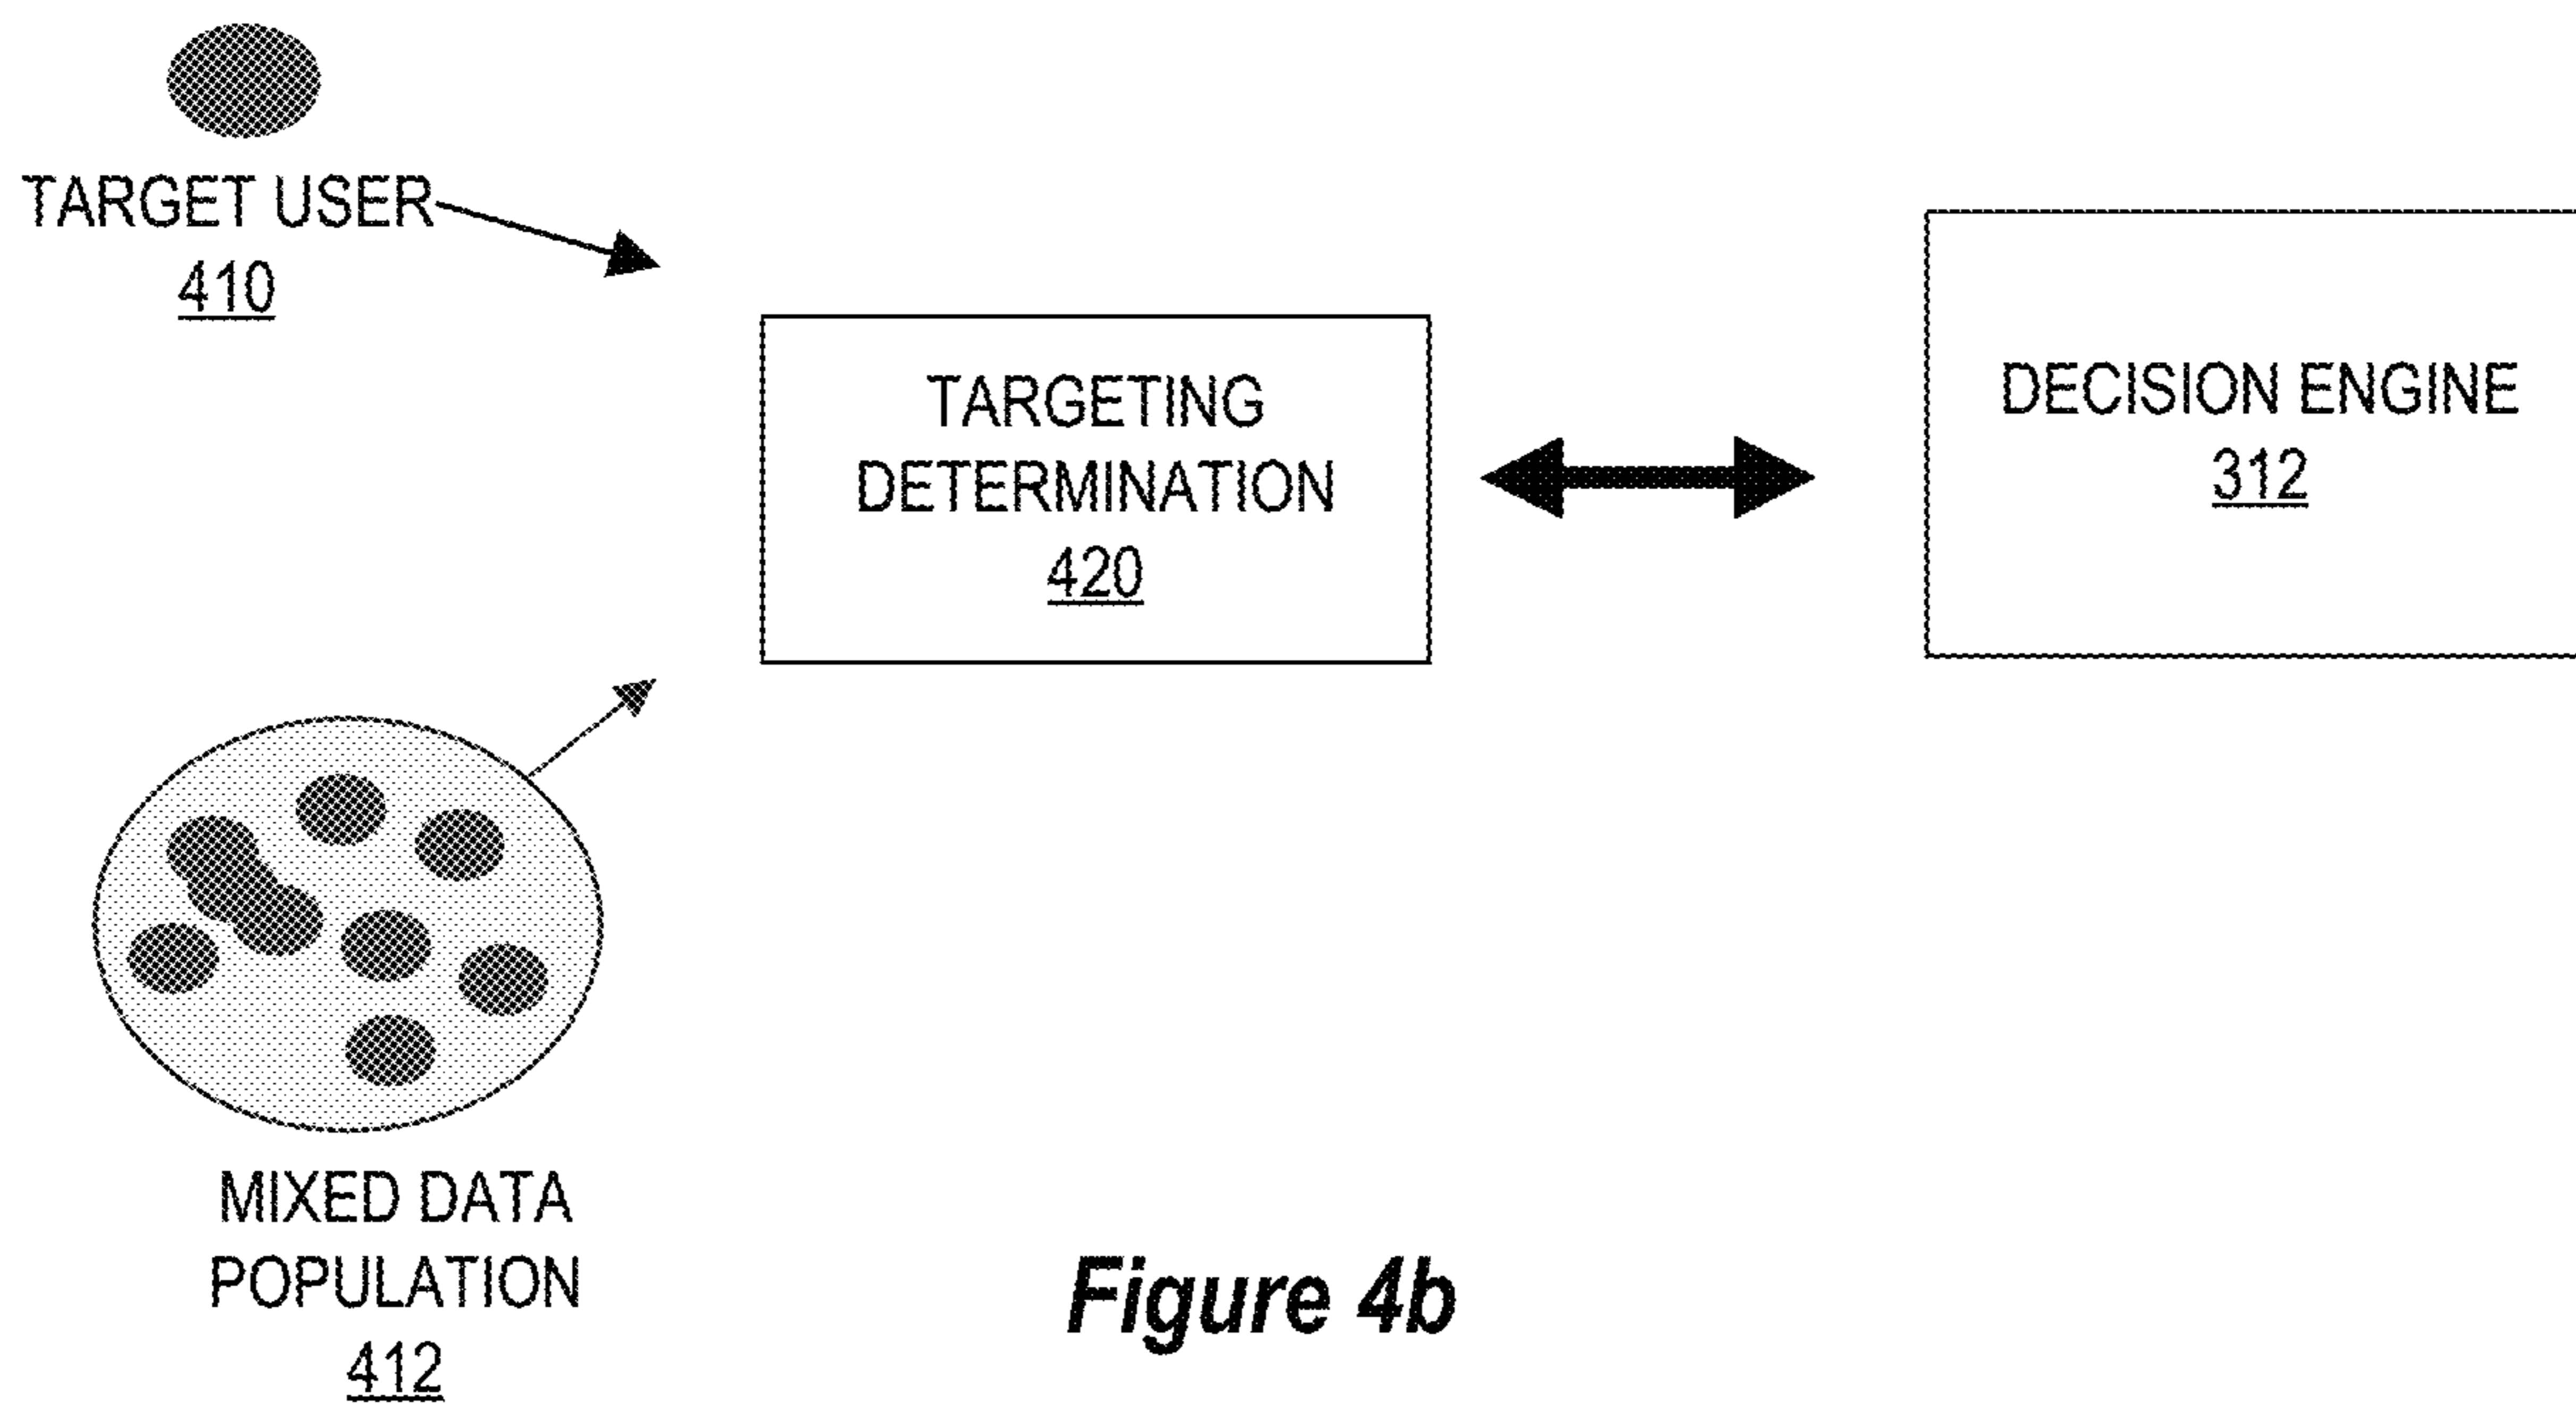 TARGET USER
410
TARGETING
DETERMINATION
420
DECISION ENGINE
312
MIXED DATA
POPULATION
412
Figure 4b